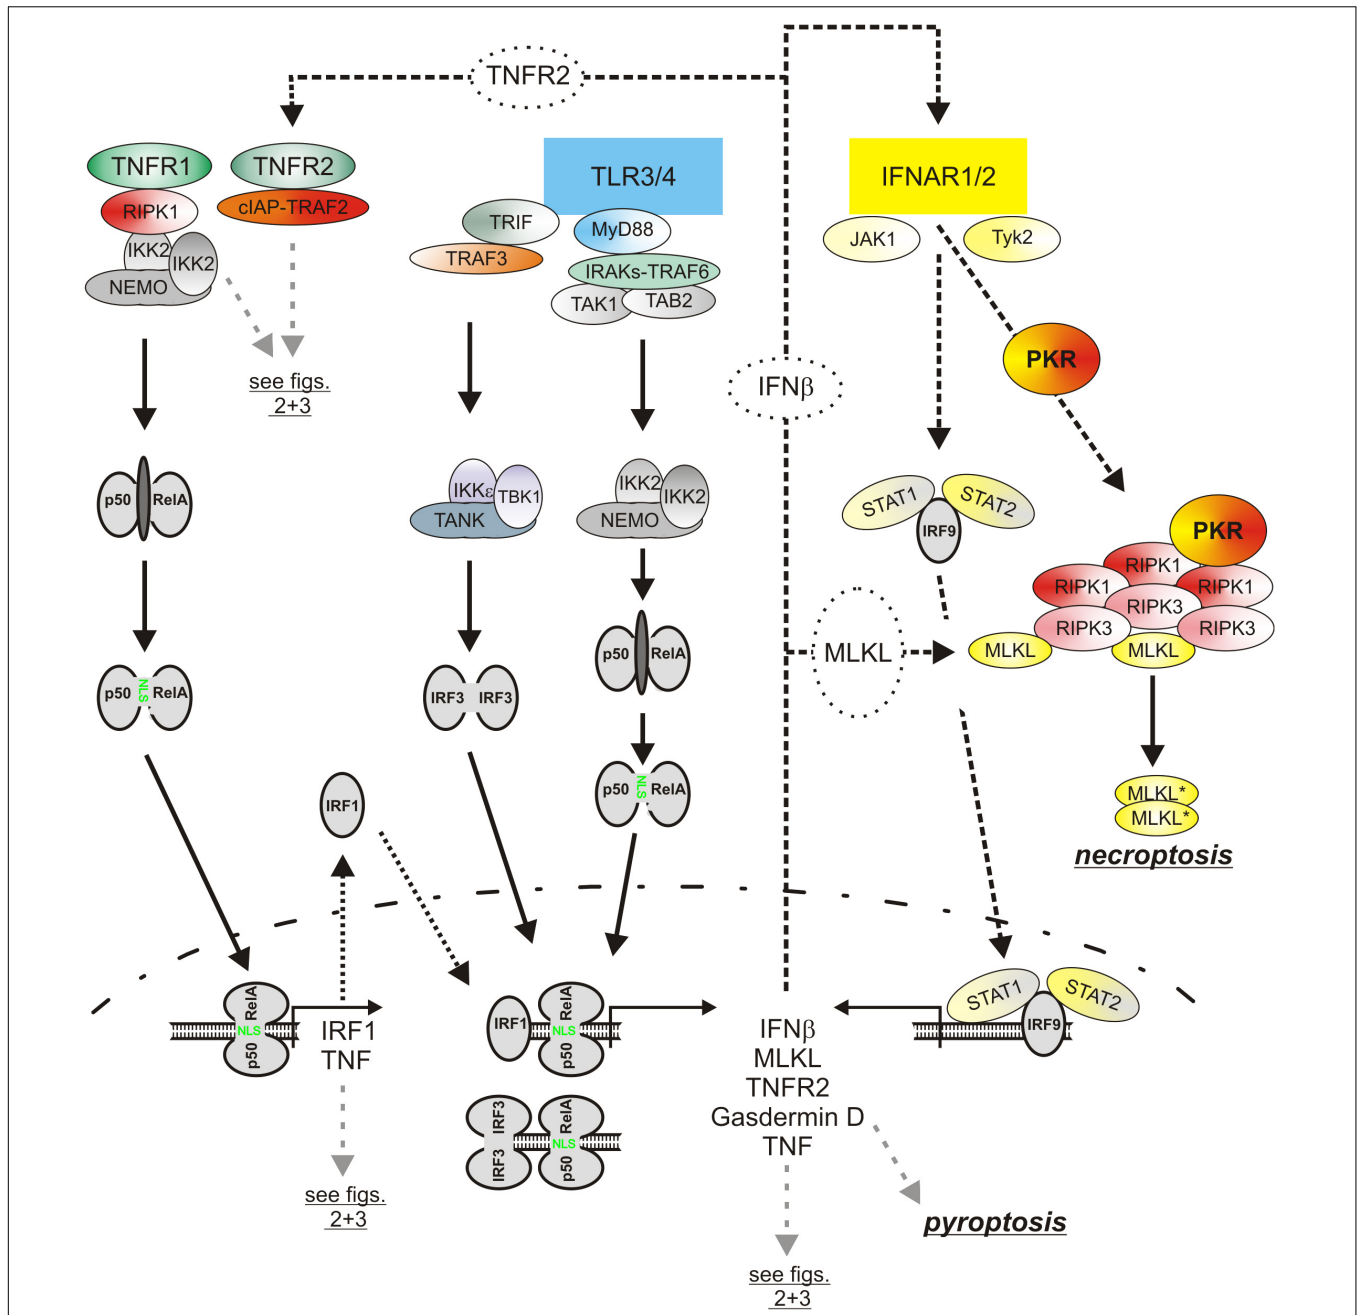 TNFR2
TNFR1
TNFR2
TLR3/4
IFNAR1/2
RIPK1
cIAP-TRAF2
TRIF
MyD88
JAK1
Tyk2
IKK2
IKK2
NEMO
TRAF3
IRAKs-TRAF6
TAK1
TAB2
see figs.
2+3
IFNβ
PKR
p50
RelA
IKKε
TBK1
TANK
IKK2
IKK2
NEMO
STAT1
STAT2
IRF9
PKR
RIPK1
RIPK1
RIPK1
RIPK3
RIPK3
RIPK3
MLKL
MLKL
MLKL
p50
RelA
p50
NLS
RelA
IRF3
IRF3
p50
NLS
RelA
IRF1
MLKL*
MLKL*
necroptosis
RelA
NLS
p50
IRF1
TNF
IRF1
RelA
NLS
p50
IFNβ
MLKL
TNFR2
Gasdermin D
TNF
STAT1
STAT2
IRF9
IRF3
IRF3
RelA
NLS
p50
see figs.
2+3
pyroptosis
see figs.
2+3